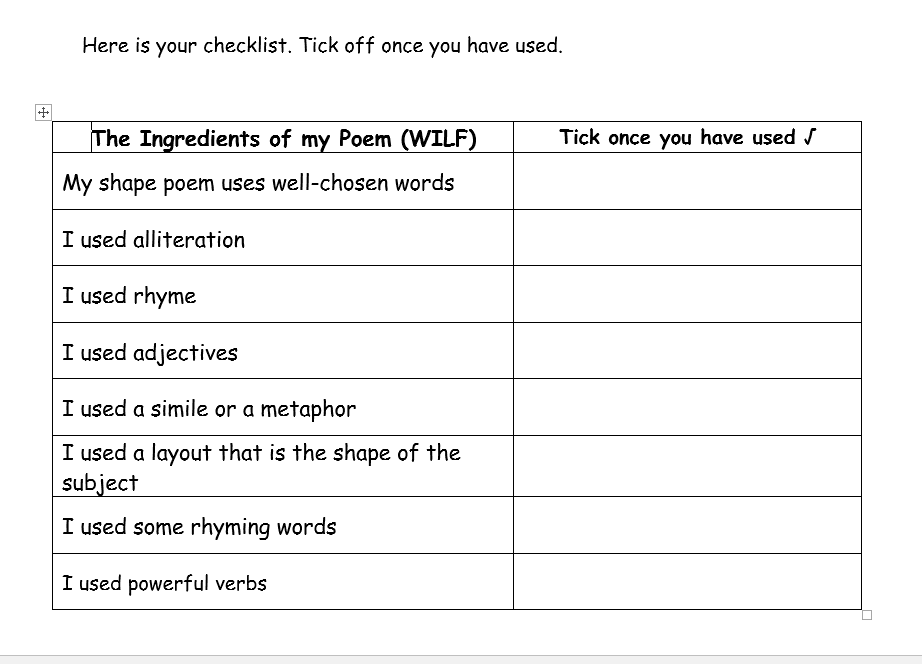 Here is your checklist. Tick off once you have used.
The Ingredients of my Poem (WILF)
Tick once you have used √
My shape poem uses well-chosen words
I used alliteration
I used rhyme
I used adjectives
I used a simile or a metaphor
I used a layout that is the shape of the
subject
I used some rhyming words
I used powerful verbs